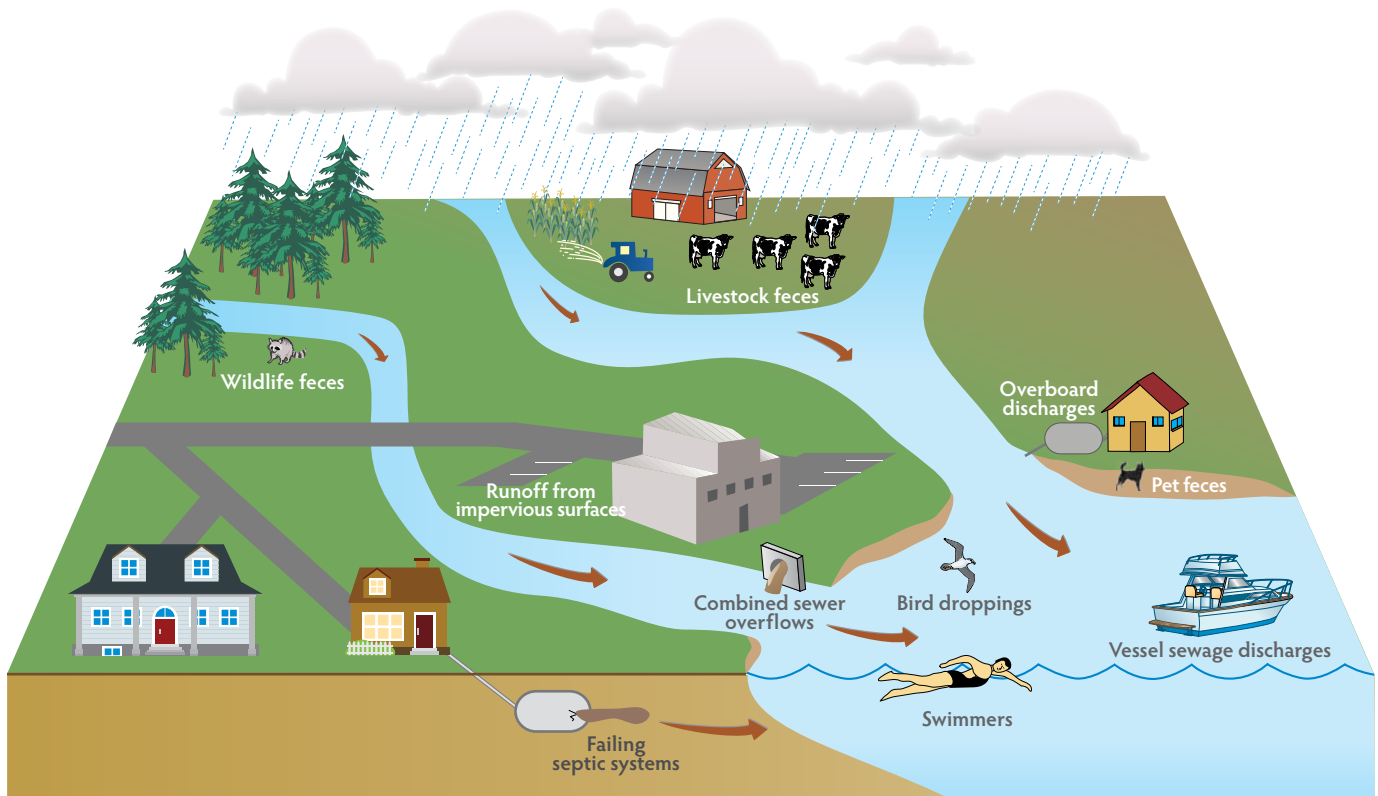 Livestock feces
Wildlife feces
Overboard
discharges
Pet feces
Runoff from
impervious surfaces
Combined sewer
overflows
Bird droppings
Vessel sewage discharges
Swimmers
Failing
septic systems